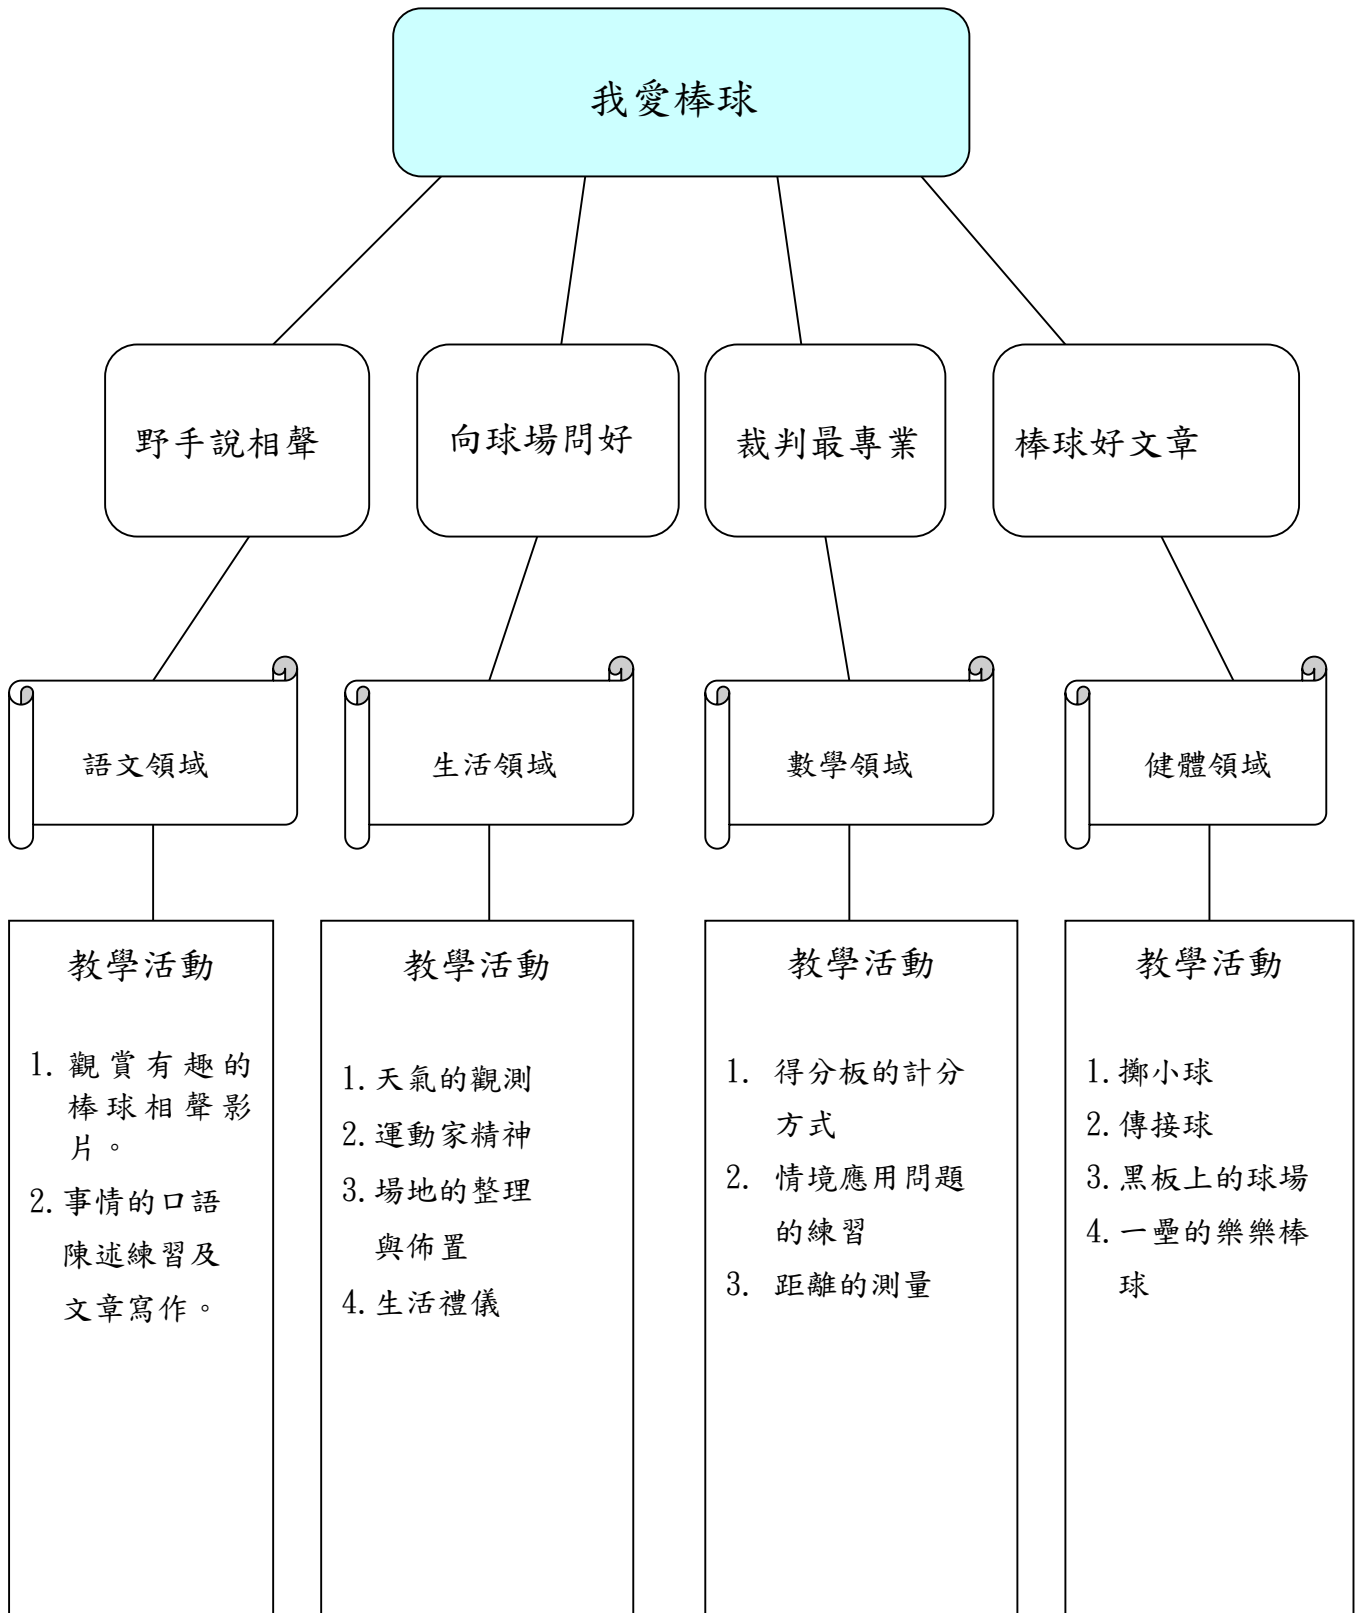 我愛棒球
野手說相聲
向球場問好
裁判最專業
棒球好文章
語文領域
生活領域
數學領域
健體領域
教學活動
1. 觀賞有趣的
棒球相聲影
片。
2. 事情的口語
陳述練習及
文章寫作。
教學活動
1. 天氣的觀測
2. 運動家精神
3. 場地的整理
與佈置
4. 生活禮儀
教學活動
1. 得分板的計分
方式
2. 情境應用問題
的練習
3. 距離的測量
教學活動
1. 擲小球
2. 傳接球
3. 黑板上的球場
4. 一壘的樂樂棒
球